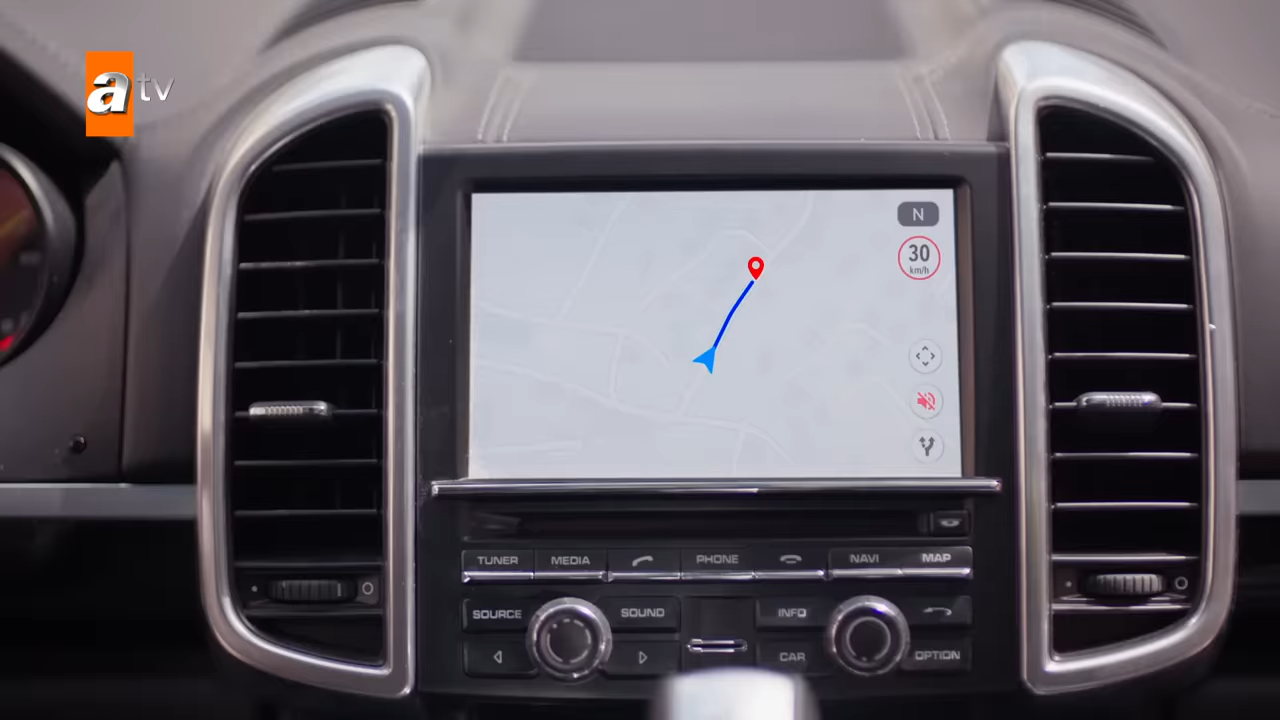 atv
N
30
km/h
TUNER MEDIA PHONE NAVI MAP
SOURCE SOUND INFO
CAR OPTION